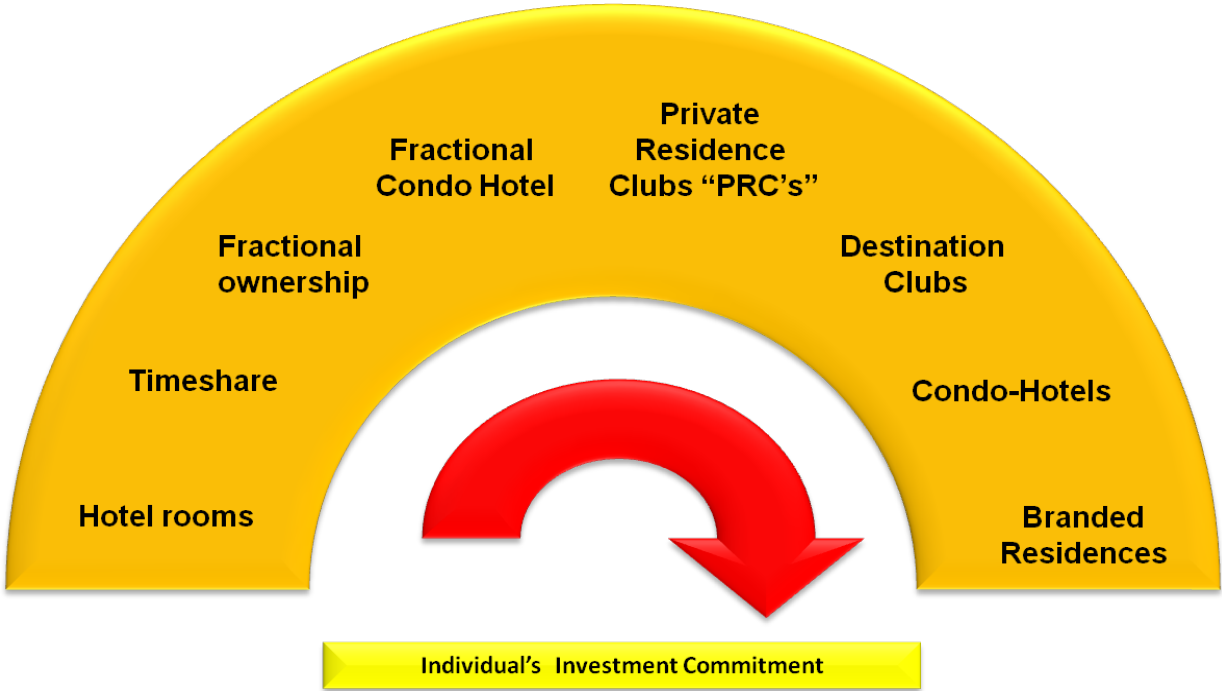 Hotel rooms
Timeshare
Fractional
ownership
Fractional
Condo Hotel
Private
Residence
Clubs “PRC’s”
Destination
Clubs
Condo-Hotels
Branded
Residences
Individual’s Investment Commitment